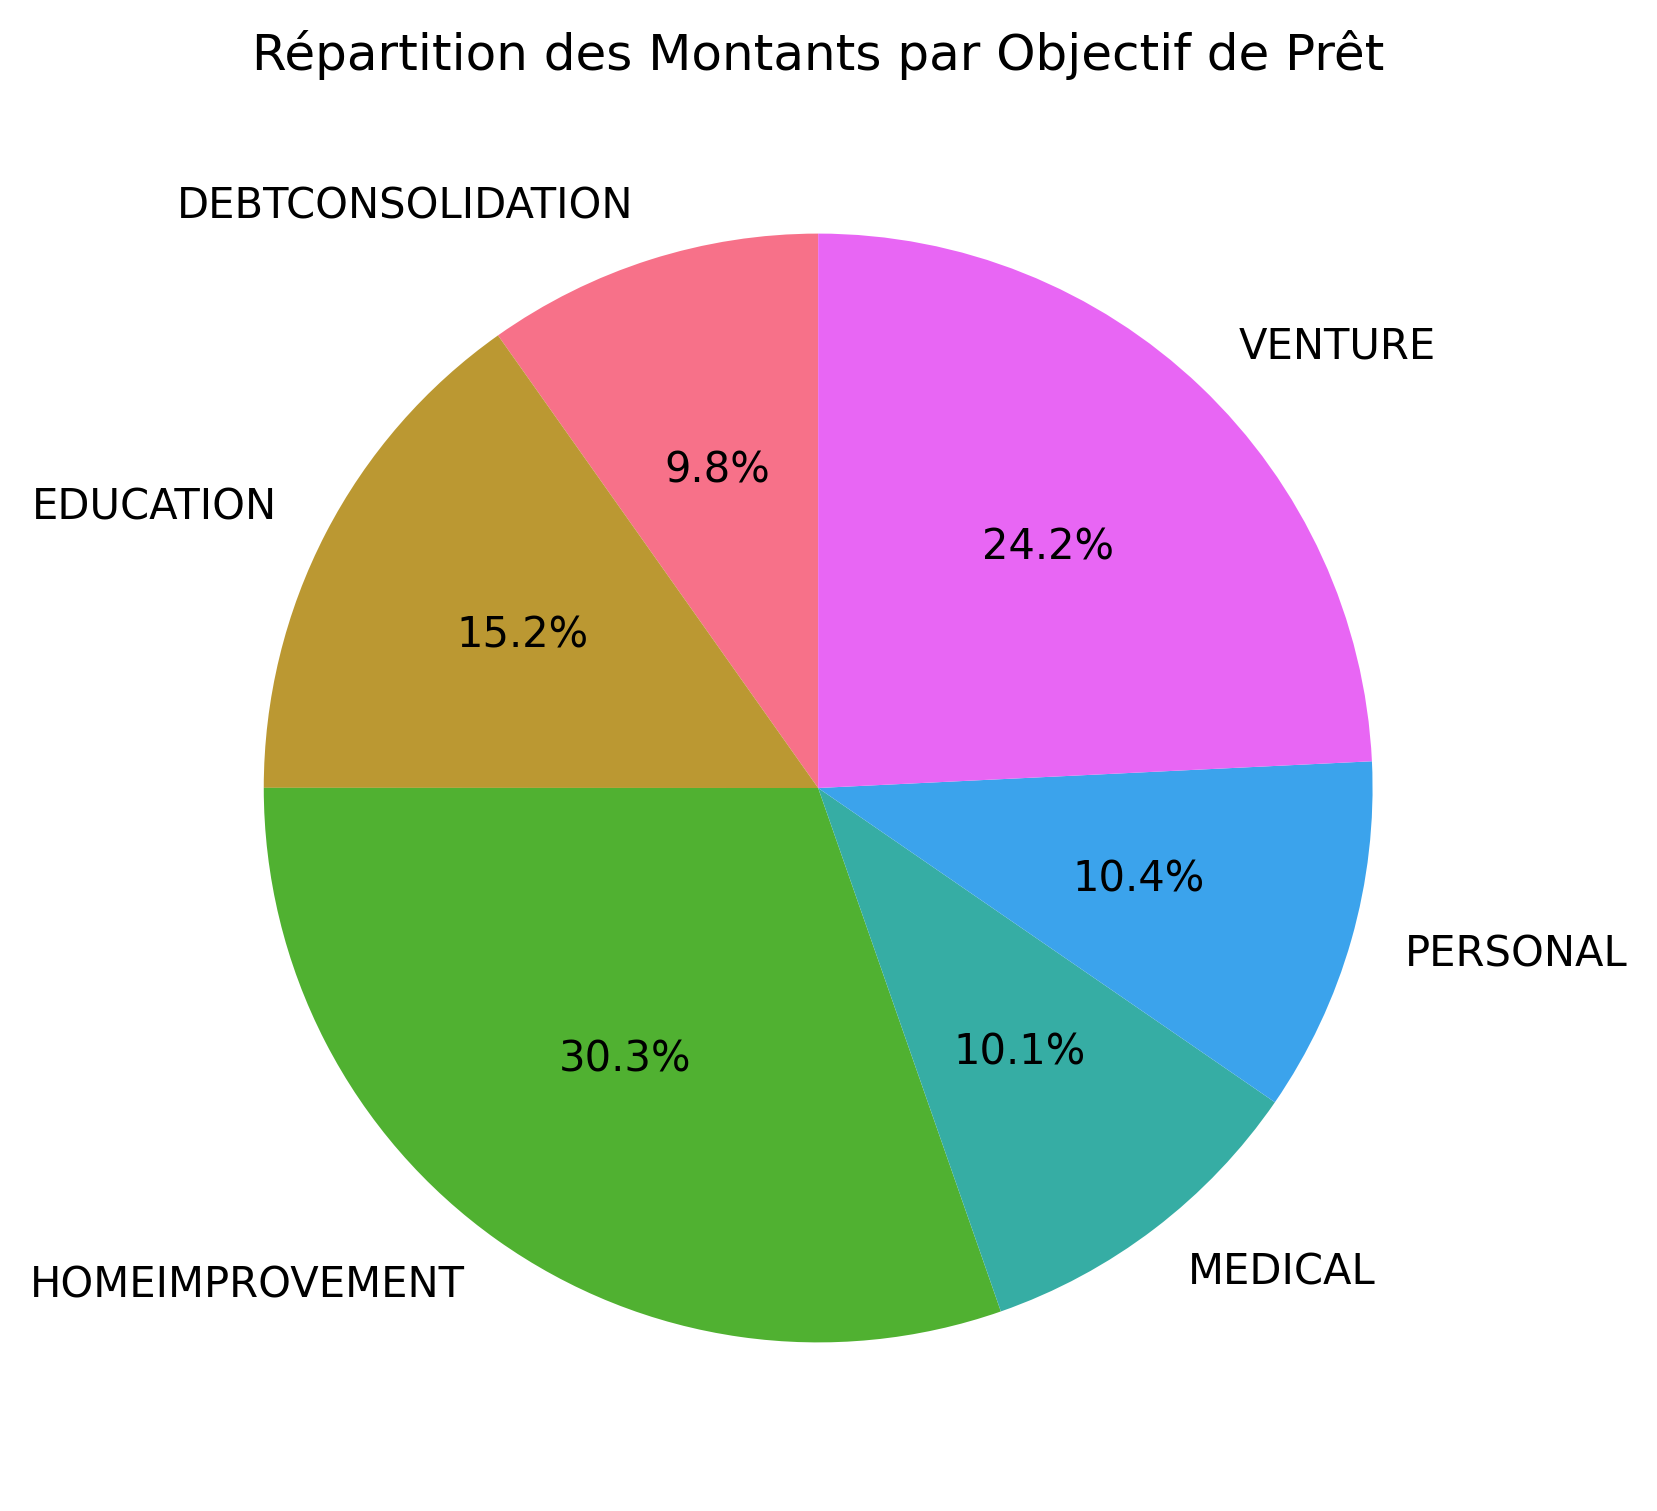 Répartition des Montants par Objectif de Prêt
DEBTCONSOLIDATION
VENTURE
9.8%
EDUCATION
24.2%
15.2%
10.4%
PERSONAL
10.1%
30.3%
MEDICAL
HOMEIMPROVEMENT